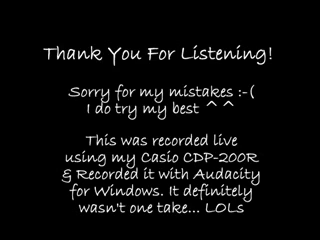 Thank You For Listening!
Sorry for my mistakes :-(
I do try my best ^ ^
This was recorded live
using my Casio CDP-200R
& Recorded it with Audacity
for Windows. It definitely
wasn't one take... LOLs